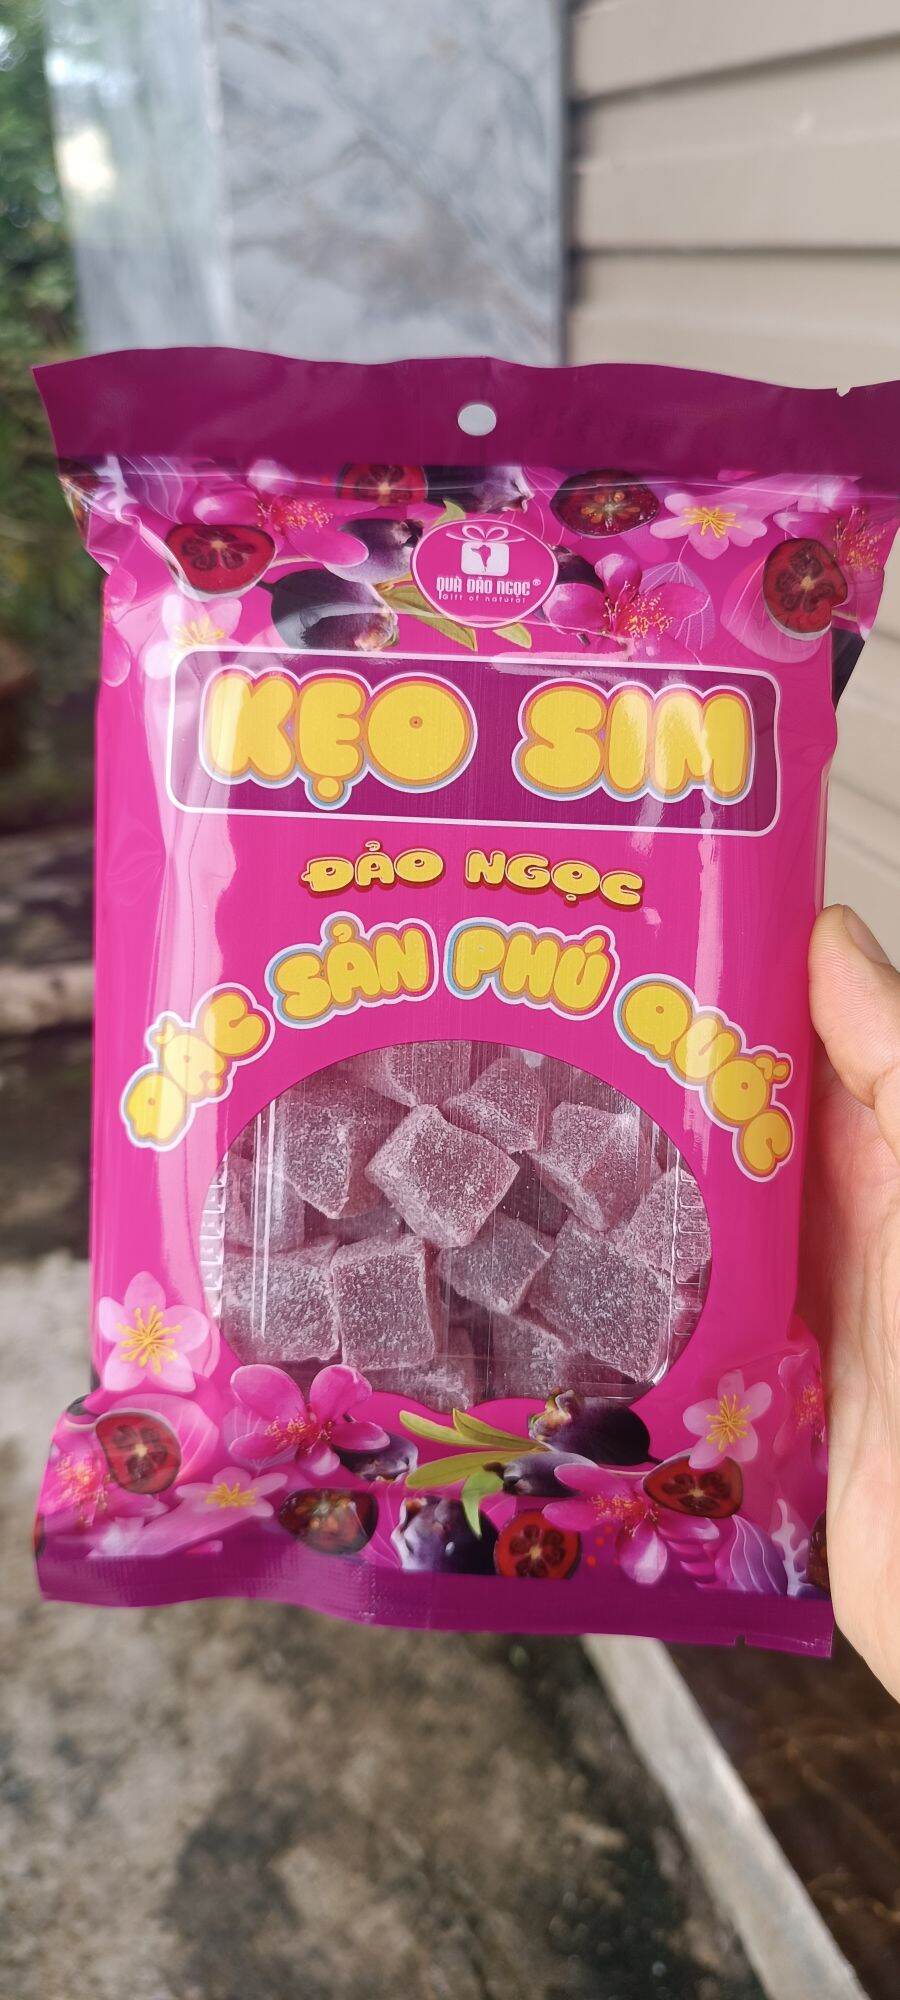 QUÀ ĐẢO NGỌC®
Gift of natural
KẸO SIM
ĐẢO NGỌC
ĐẶC SẢN PHÚ QUỐC